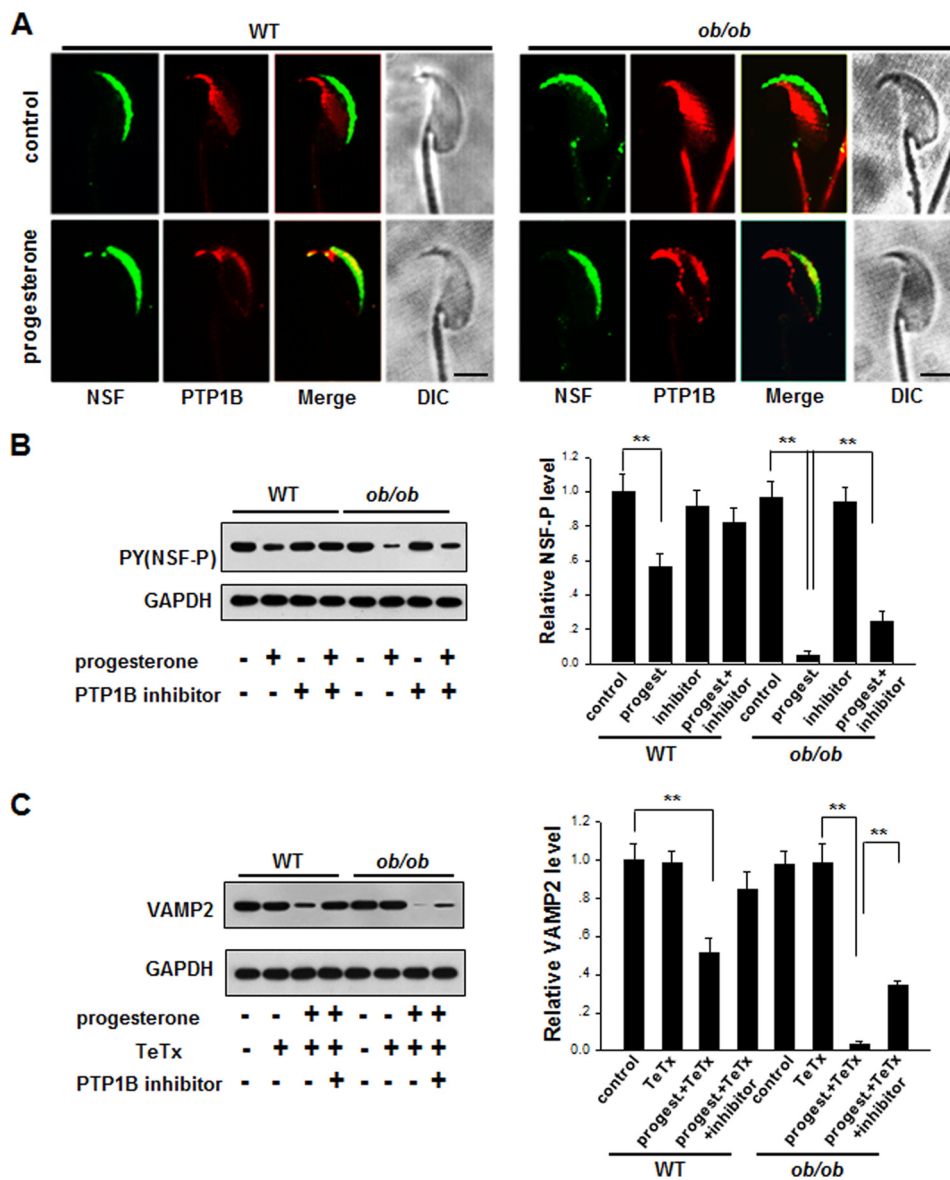 A
WT
ob/ob
control
progesterone
NSF PTP1B Merge DIC NSF PTP1B Merge DIC
B
WT ob/ob
PY(NSF-P)
GAPDH
progesterone - + - + - + - +
PTP1B inhibitor - - + + - - + +
Relative NSF-P level
1.2
1.0
.8
.6
.4
.2
0.0
** ** **
control progest inhibitor progest.+ inhibitor control progest inhibitor progest.+ inhibitor
WT ob/ob
C
WT ob/ob
VAMP2
GAPDH
progesterone - - + + - - + +
TeTx - + + + - + + +
PTP1B inhibitor - - - + - - - +
Relative VAMP2 level
1.2
1.0
.8
.6
.4
.2
0.0
** ** **
control TeTx progest.+TeTx progest.+TeTx +inhibitor control TeTx progest.+TeTx progest.+TeTx +inhibitor
WT ob/ob